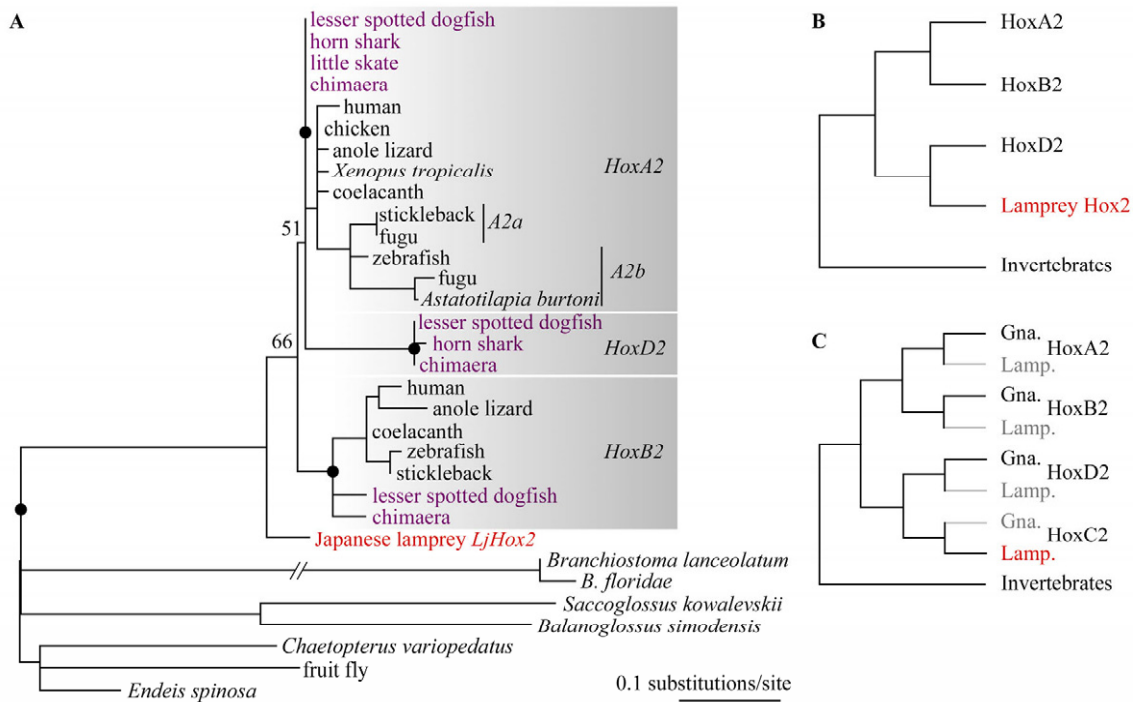 A
lesser spotted dogfish
horn shark
little skate
chimaera
human
chicken
anole lizard
Xenopus tropicalis
coelacanth
stickleback
fugu
A2a
zebrafish
fugu
Astatotilapia burtoni
A2b
HoxA2
51
lesser spotted dogfish
horn shark
chimaera
HoxD2
66
human
anole lizard
coelacanth
zebrafish
stickleback
lesser spotted dogfish
chimaera
HoxB2
Japanese lamprey LjHox2
//
Branchiostoma lanceolatum
B. floridae
Saccoglossus kowalevskii
Balanoglossus simodensis
Chaetopterus variopedatus
fruit fly
Endeis spinosa
0.1 substitutions/site
B
HoxA2
HoxB2
HoxD2
Lamprey Hox2
Invertebrates
C
Gna.
Lamp.
HoxA2
Gna.
Lamp.
HoxB2
Gna.
Lamp.
HoxD2
Gna.
Lamp.
HoxC2
Invertebrates